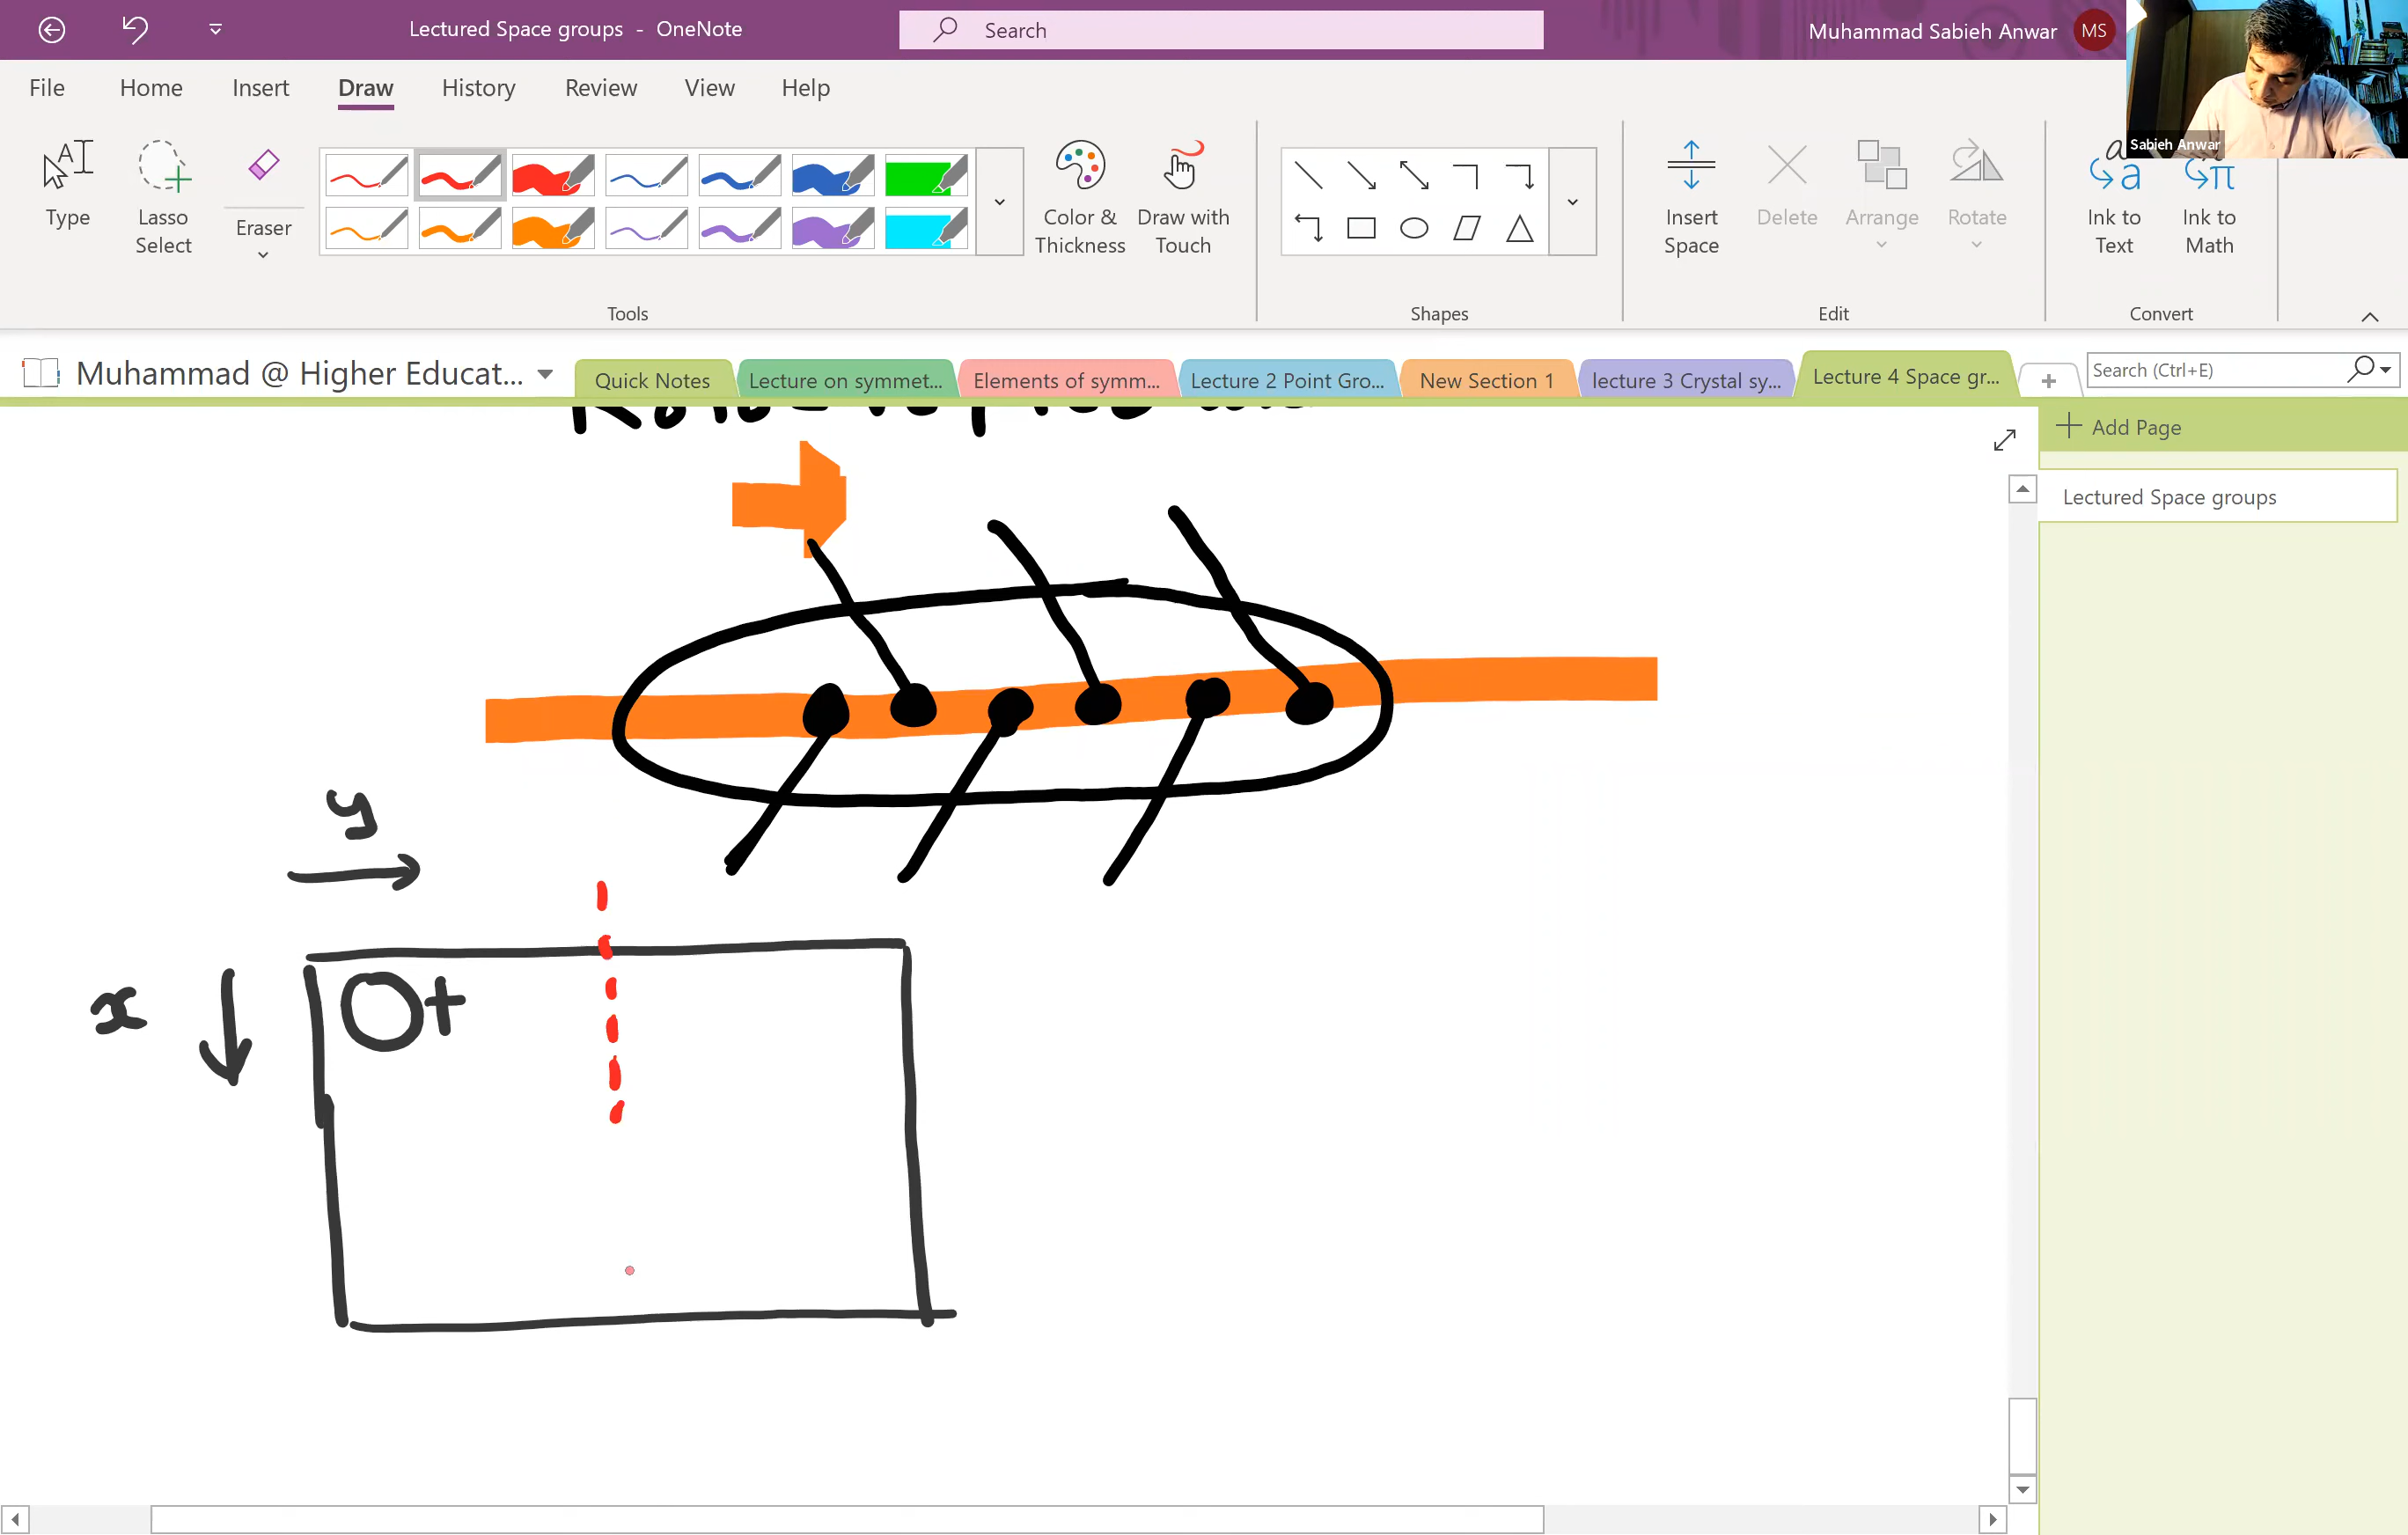 Lectured Space groups - OneNote
Search
Muhammad Sabieh Anwar
MS
File Home Insert Draw History Review View Help
Sabieh Anwar
Type
Lasso Select
Eraser
Color & Thickness
Draw with Touch
Insert Space
Delete
Arrange
Rotate
Ink to Text
Ink to Math
Tools
Shapes
Edit
Convert
Muhammad @ Higher Educat...
Quick Notes
Lecture on symmet...
Elements of symm...
Lecture 2 Point Gro...
New Section 1
lecture 3 Crystal sy...
Lecture 4 Space gr...
Search (Ctrl+E)
Add Page
Lectured Space groups
y
x
O+